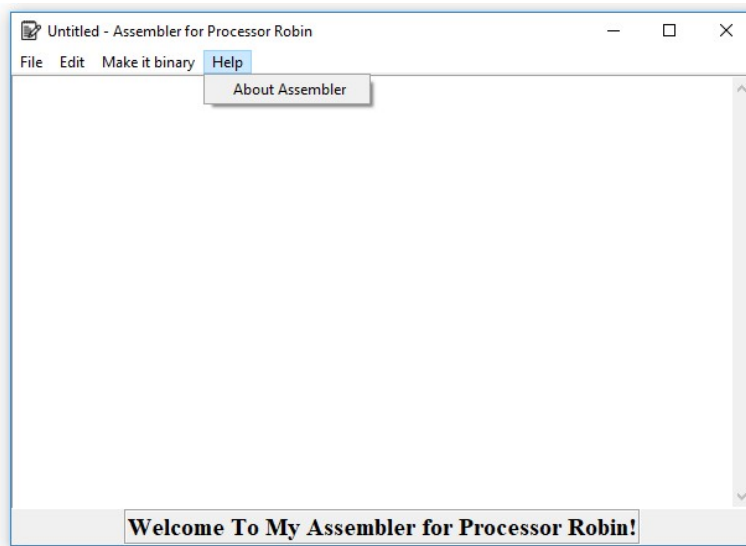 Untitled - Assembler for Processor Robin
File Edit Make it binary Help
About Assembler
Welcome To My Assembler for Processor Robin!